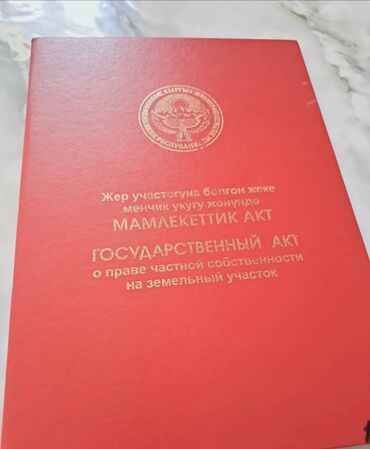 Жер участогуна болгон жеке
менчик укугу жөнүндө
МАМЛЕКЕТТИК АКТ
ГОСУДАРСТВЕННЫЙ АКТ
о праве частной собственности
на земельный участок